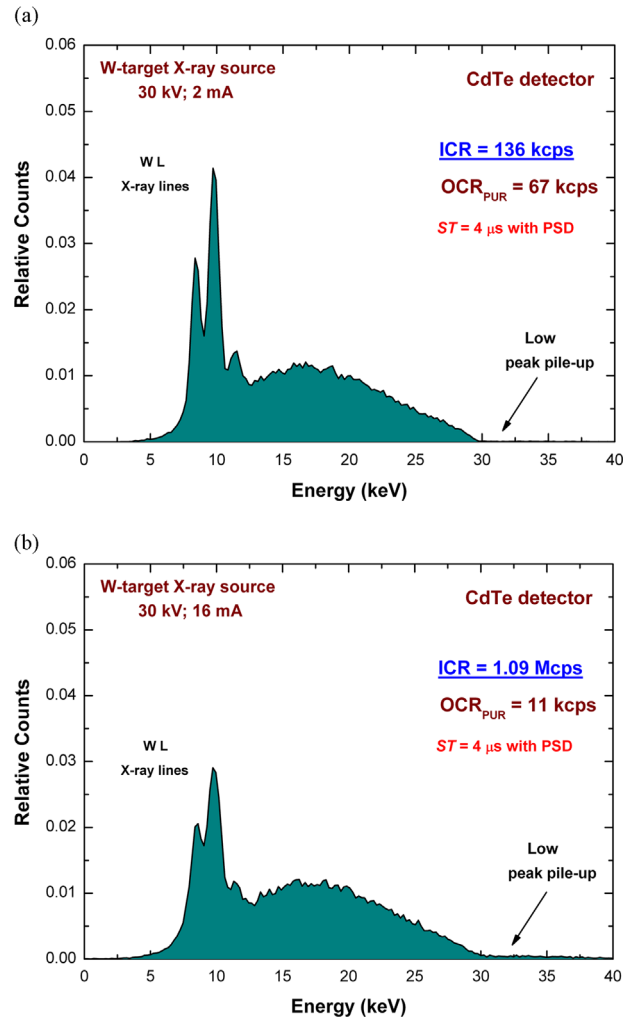 (a)
0.06
0.05
0.04
0.03
0.02
0.01
0.00
Relative Counts
W-target X-ray source
30 kV; 2 mA
CdTe detector
W L
X-ray lines
ICR = 136 kcps
OCRPUR = 67 kcps
ST = 4 μs with PSD
Low
peak pile-up
0 5 10 15 20 25 30 35 40
Energy (keV)
(b)
0.06
0.05
0.04
0.03
0.02
0.01
0.00
Relative Counts
W-target X-ray source
30 kV; 16 mA
CdTe detector
W L
X-ray lines
ICR = 1.09 Mcps
OCRPUR = 11 kcps
ST = 4 μs with PSD
Low
peak pile-up
0 5 10 15 20 25 30 35 40
Energy (keV)